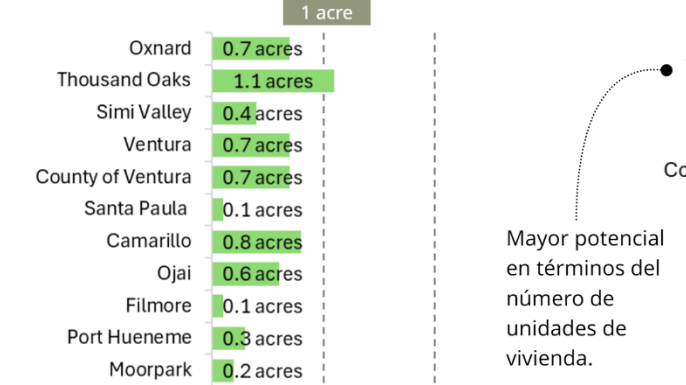 1 acre
Oxnard 0.7 acres
Thousand Oaks 1.1 acres
Simi Valley 0.4 acres
Ventura 0.7 acres
County of Ventura 0.7 acres
Santa Paula 0.1 acres
Camarillo 0.8 acres
Ojai 0.6 acres
Filmore 0.1 acres
Port Hueneme 0.3 acres
Moorpark 0.2 acres
Mayor potencial
en términos del
número de
unidades de
vivienda.